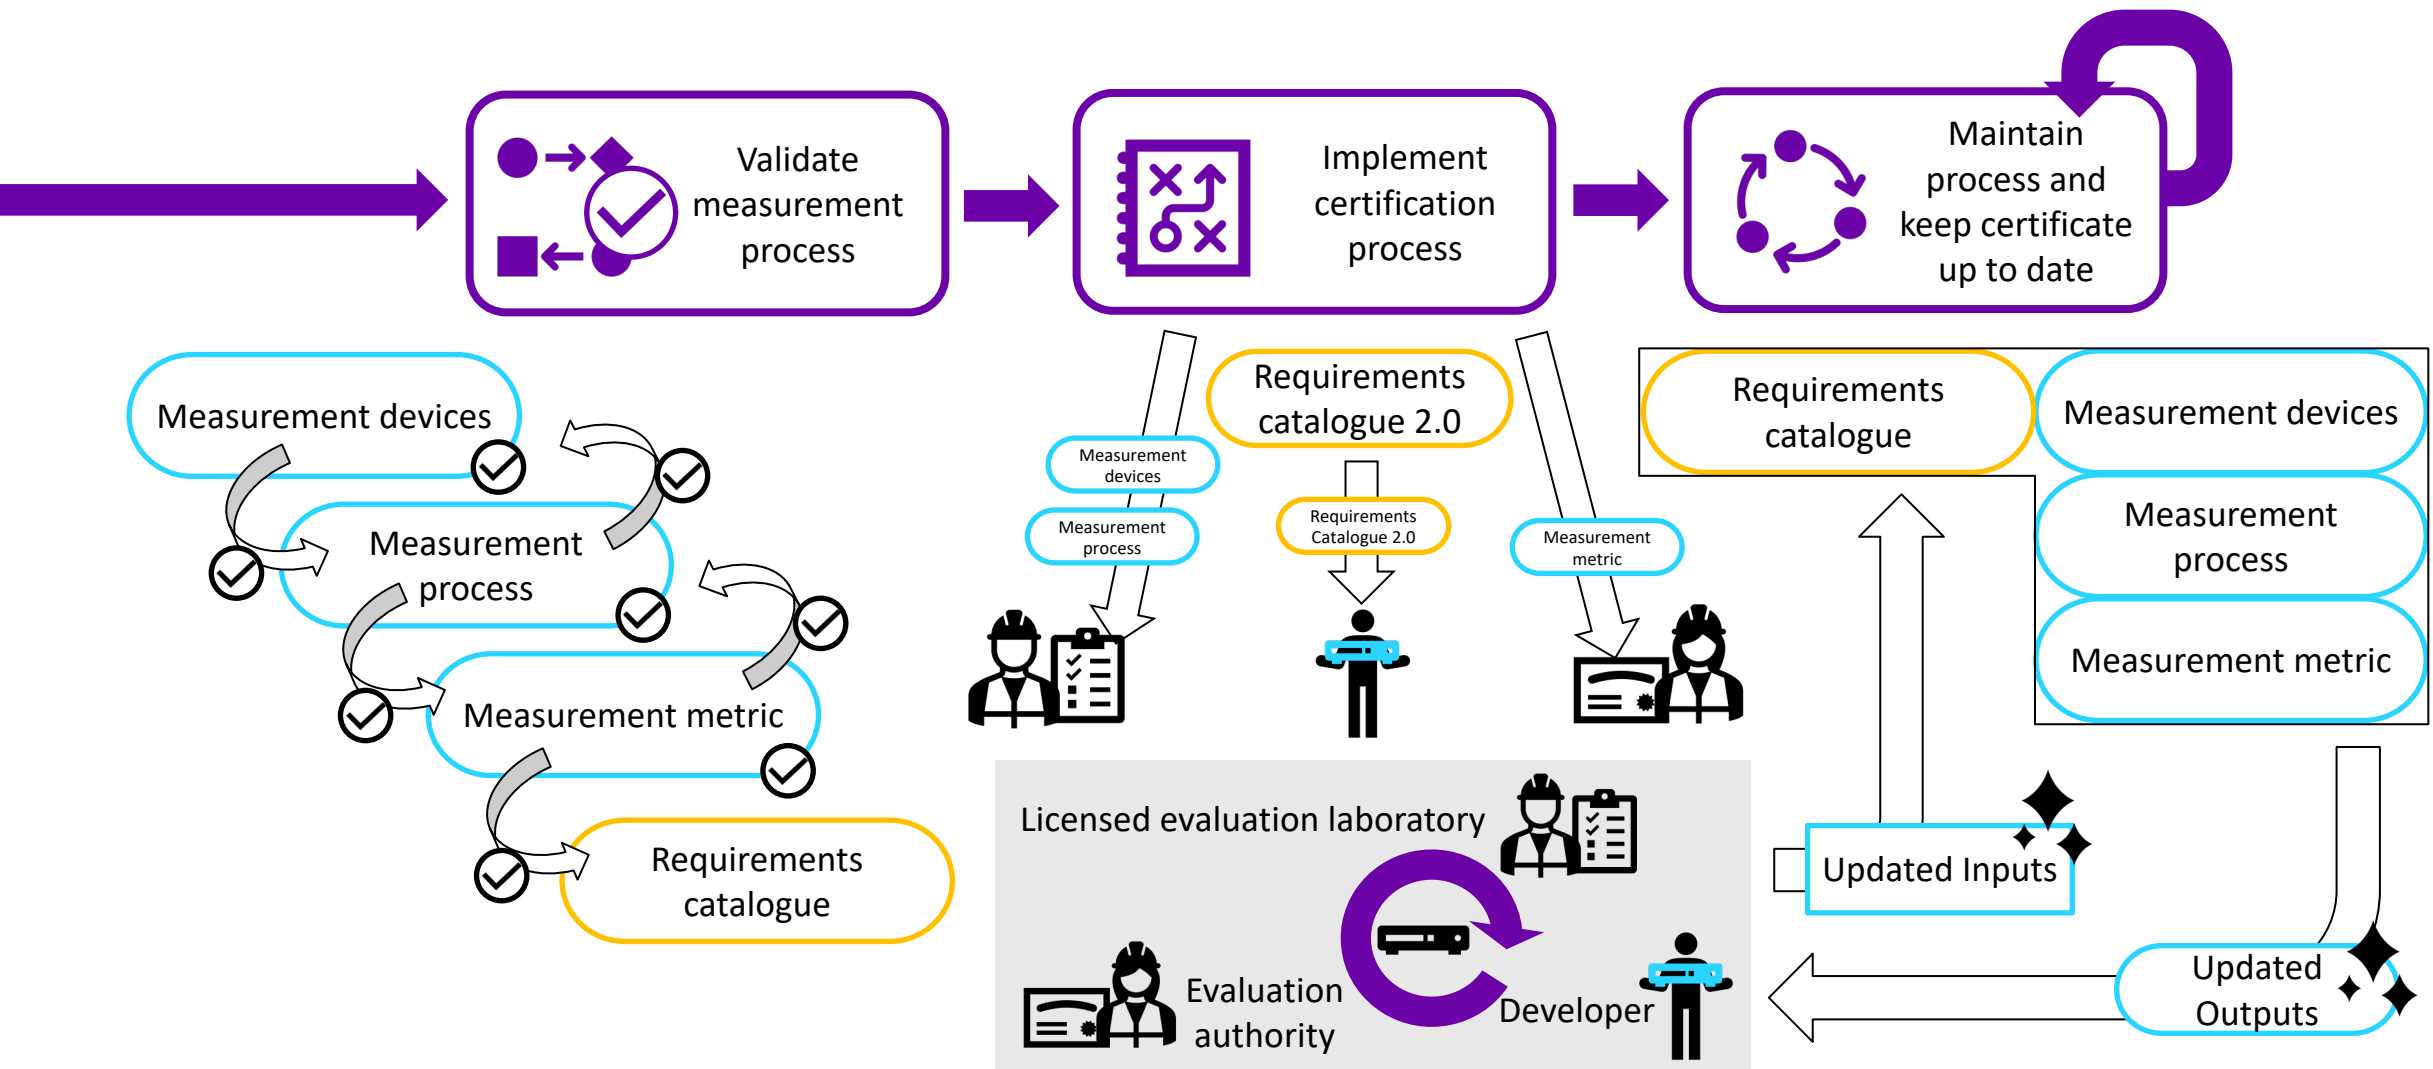 Validate
measurement
process
Implement
certification
process
Maintain
process and
keep certificate
up to date
Measurement devices
Measurement
process
Measurement metric
Requirements
catalogue
Requirements
catalogue 2.0
Measurement
devices
Measurement
process
Requirements
Catalogue 2.0
Measurement
metric
Requirements
catalogue
Measurement devices
Measurement
process
Measurement metric
Licensed evaluation laboratory
Evaluation
authority
Developer
Updated Inputs
Updated
Outputs